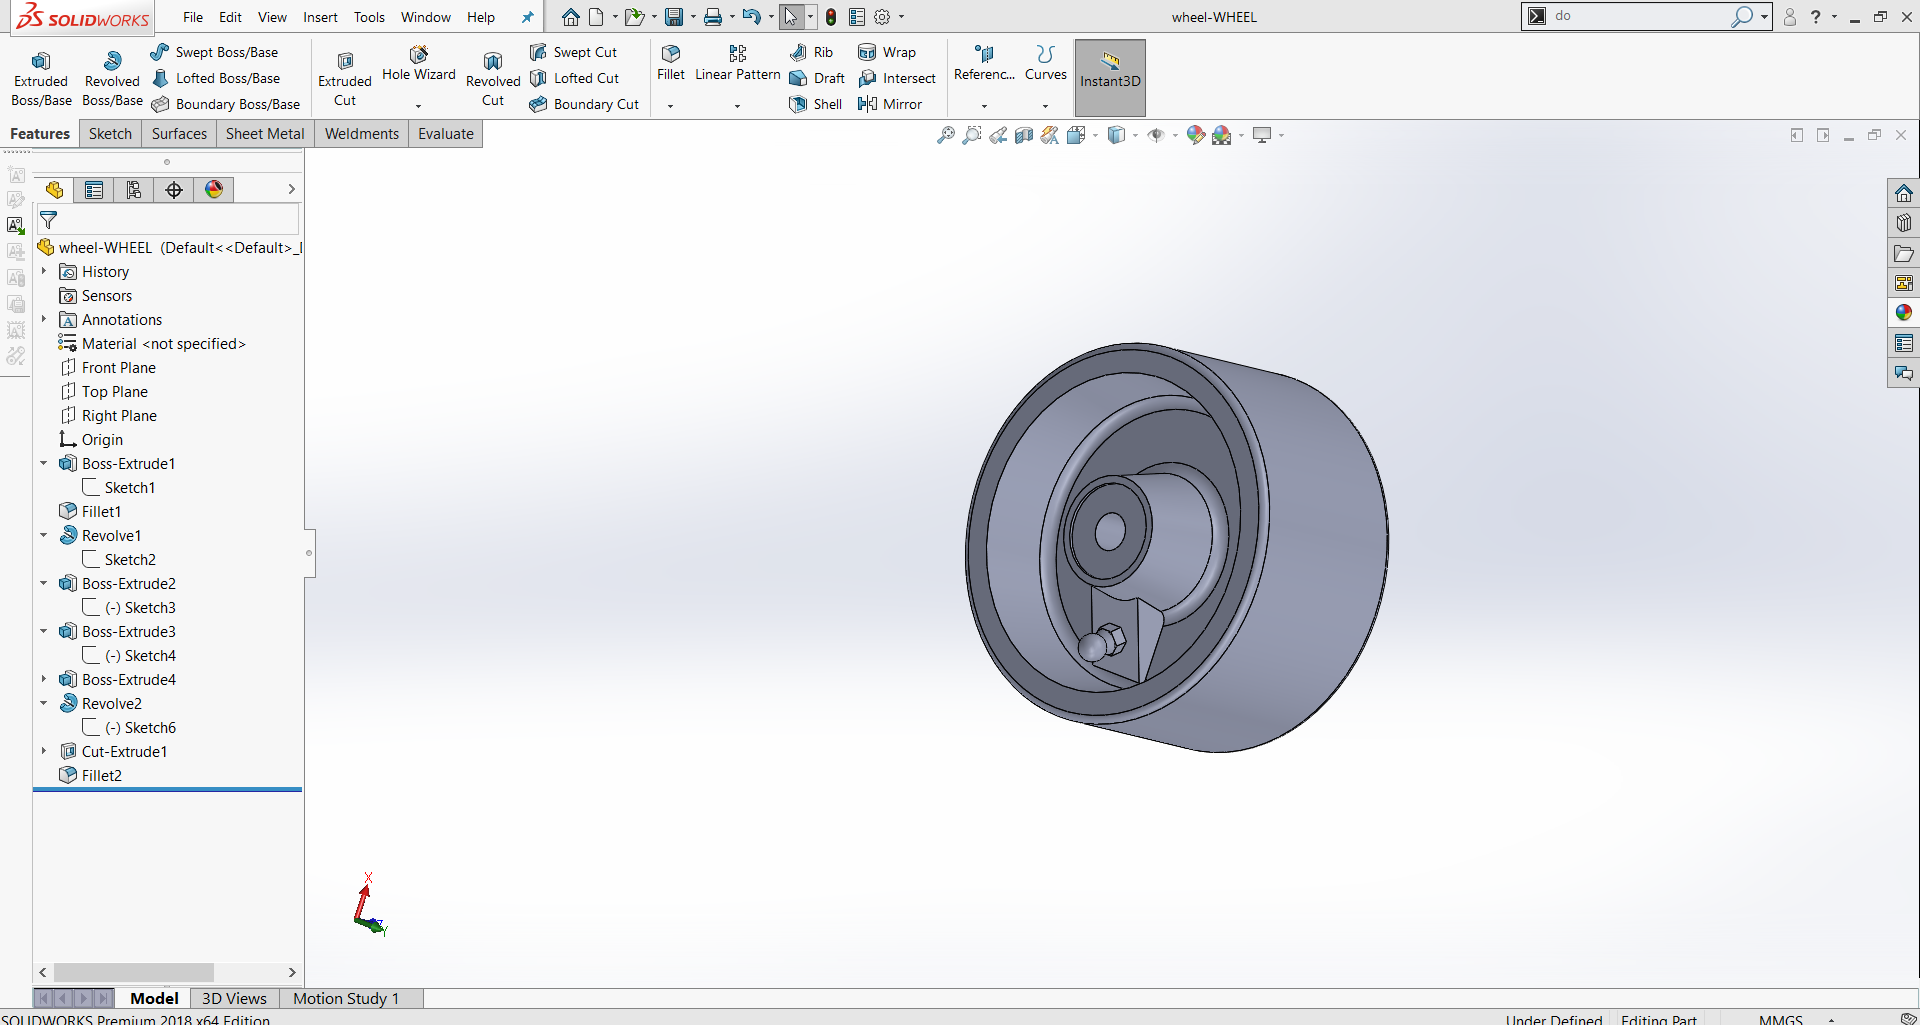 SOLIDWORKS
File Edit View Insert Tools Window Help
wheel-WHEEL
do
Extruded Boss/Base
Revolved Boss/Base
Swept Boss/Base
Lofted Boss/Base
Boundary Boss/Base
Extruded Cut
Hole Wizard
Revolved Cut
Swept Cut
Lofted Cut
Boundary Cut
Fillet
Linear Pattern
Rib
Draft
Shell
Wrap
Intersect
Mirror
Referenc...
Curves
Instant3D
Features Sketch Surfaces Sheet Metal Weldments Evaluate
wheel-WHEEL (Default<<Default>_
History
Sensors
Annotations
Material <not specified>
Front Plane
Top Plane
Right Plane
Origin
Boss-Extrude1
Sketch1
Fillet1
Revolve1
Sketch2
Boss-Extrude2
(-) Sketch3
Boss-Extrude3
(-) Sketch4
Boss-Extrude4
Revolve2
(-) Sketch6
Cut-Extrude1
Fillet2
X
Z
Y
Model 3D Views Motion Study 1
SOLIDWORKS Premium 2018 x64 Edition
Under Defined Editing Part MMGS